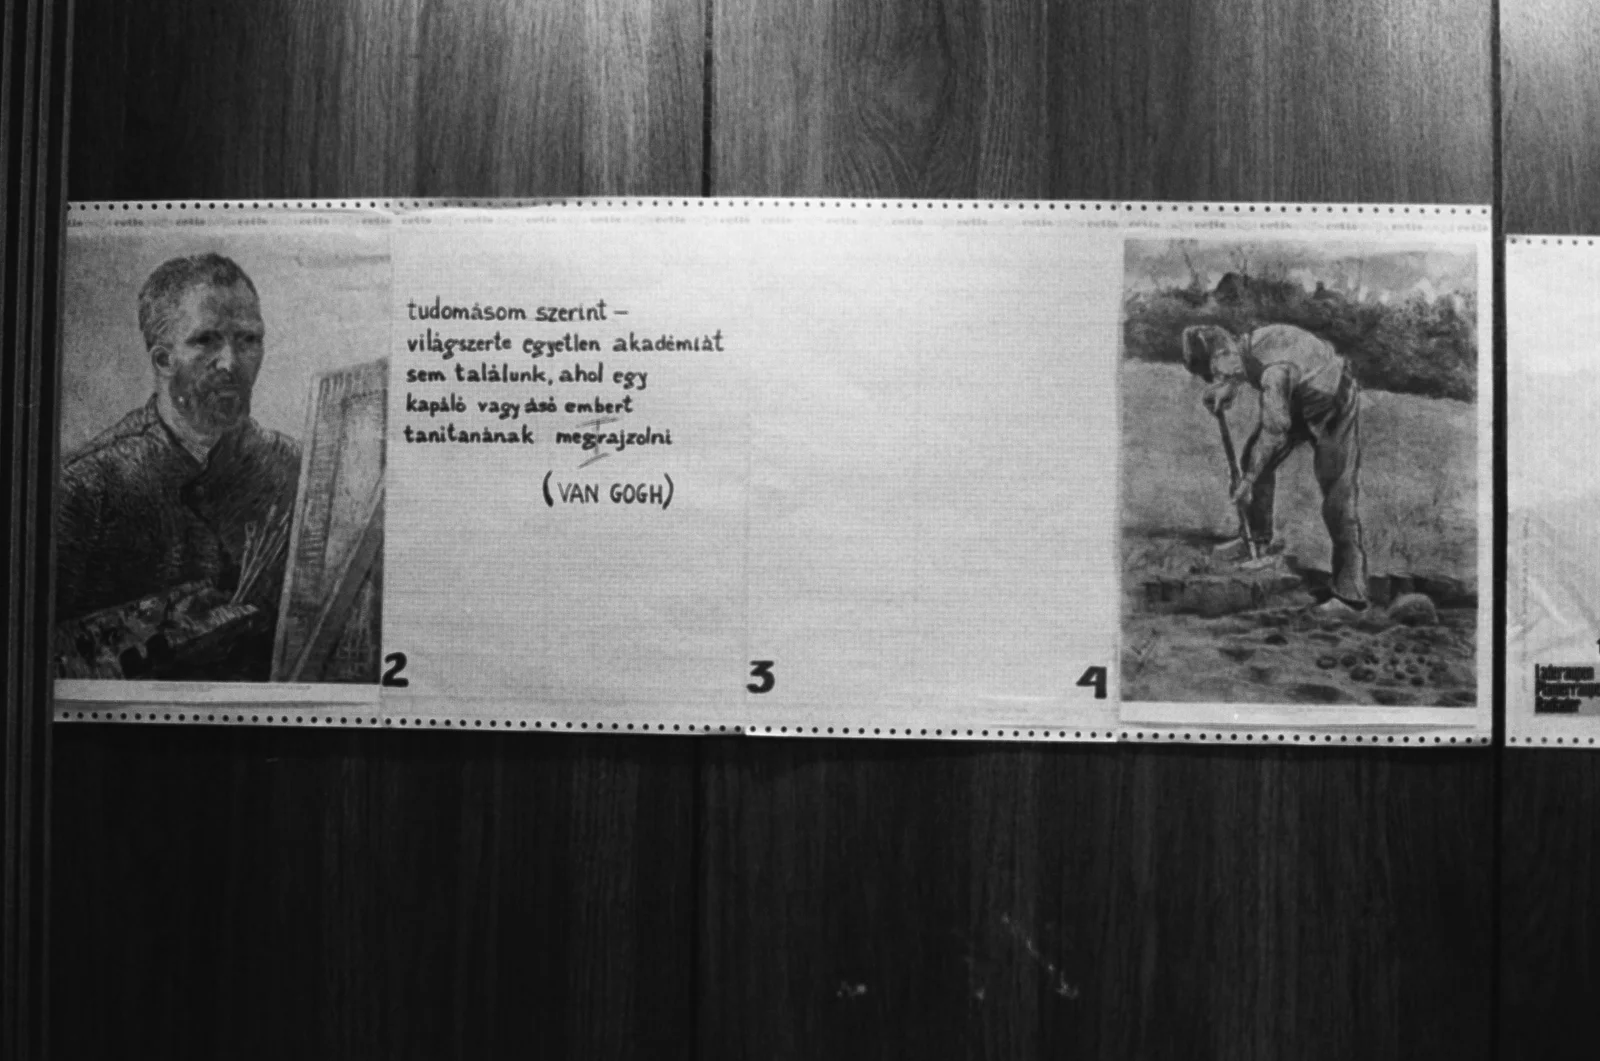 tudomásom szerint –
világszerte egyetlen akadémiát
sem találunk, ahol egy
kapáló vagy ásó embert
tanítanának megrajzolni
(VAN GOGH)
2
3
4